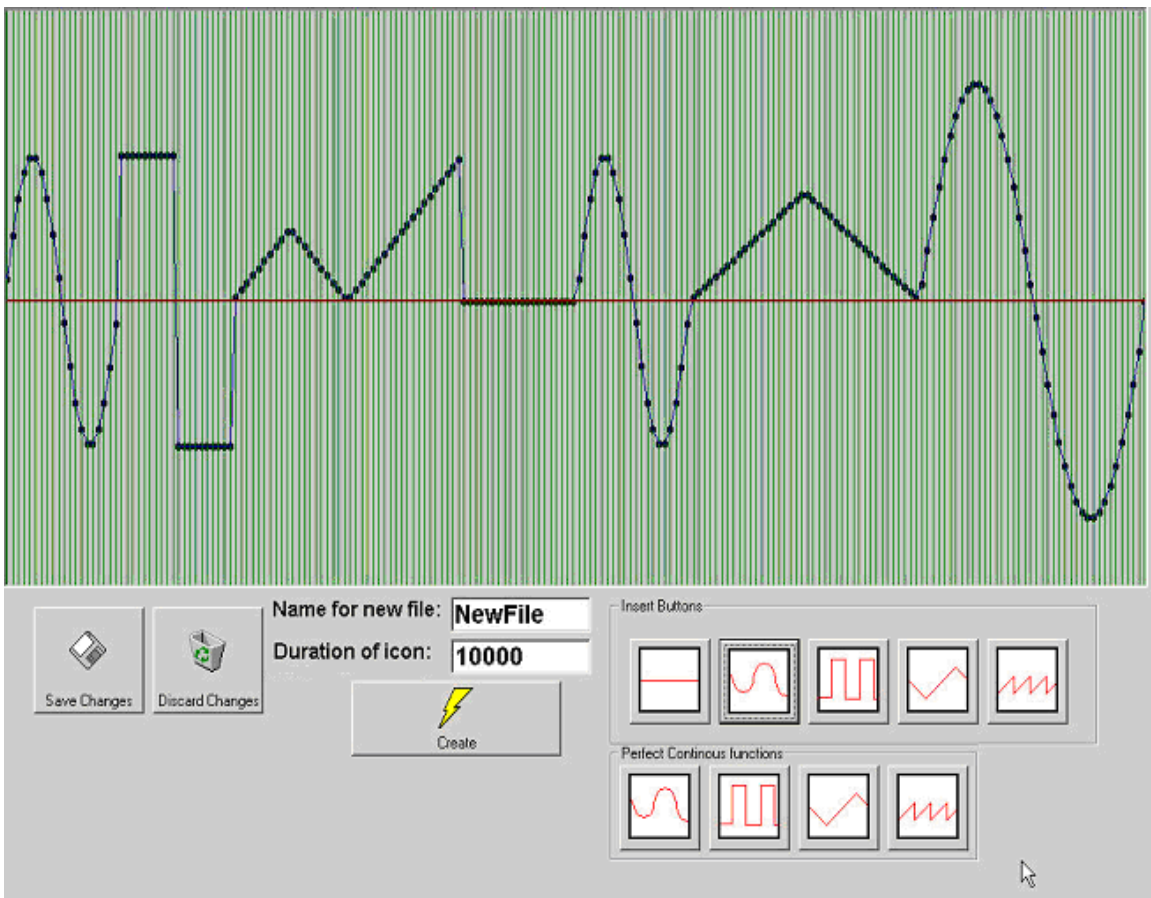 Name for new file: NewFile
Duration of icon: 10000
Save Changes
Discard Changes
Create
Insert Buttons
Perfect Continous functions